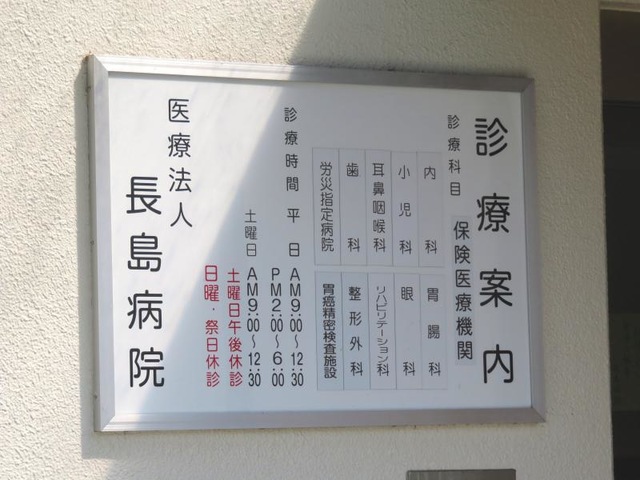 診療案内
診療科目 保険医療機関
内科 胃腸科
小児科 眼科
耳鼻咽喉科 リハビリテーション科
歯科 整形外科
労災指定病院 胃癌精密検査施設
診療時間 平日 AM9:00~12:30
PM2:00~6:00
土曜日 AM9:00~12:30
土曜日午後休診
日曜・祭日休診
医療法人
長島病院